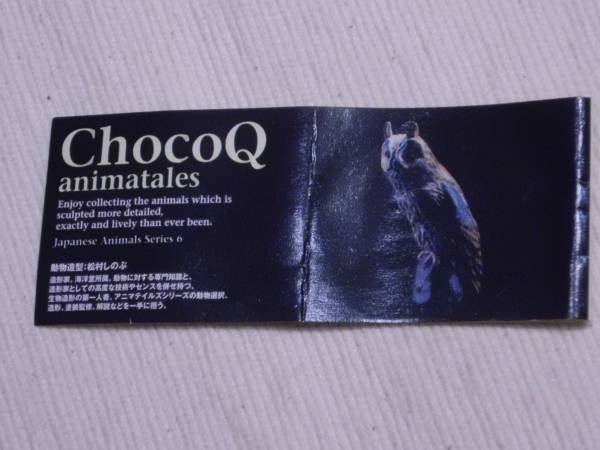 ChocoQ
animatales
Enjoy collecting the animals which is
sculpted more detailed,
exactly and lively than ever been.
Japanese Animals Series 6
動物造型:松村しのぶ
造形家。海洋堂所属。動物に対する専門知識と、
造形家としての高度な技術やセンスを併せ持つ、
生物造形の第一人者。アニマテイルズシリーズの動物選択、
造形、塗装監修、解説などを一手に担う。